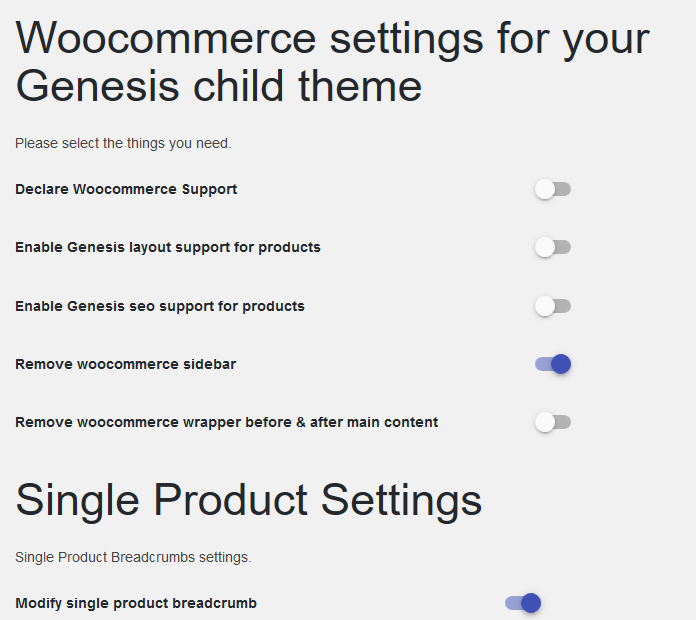 Woocommerce settings for your
Genesis child theme
Please select the things you need.
Declare Woocommerce Support
Enable Genesis layout support for products
Enable Genesis seo support for products
Remove woocommerce sidebar
Remove woocommerce wrapper before & after main content
Single Product Settings
Single Product Breadcrumbs settings.
Modify single product breadcrumb